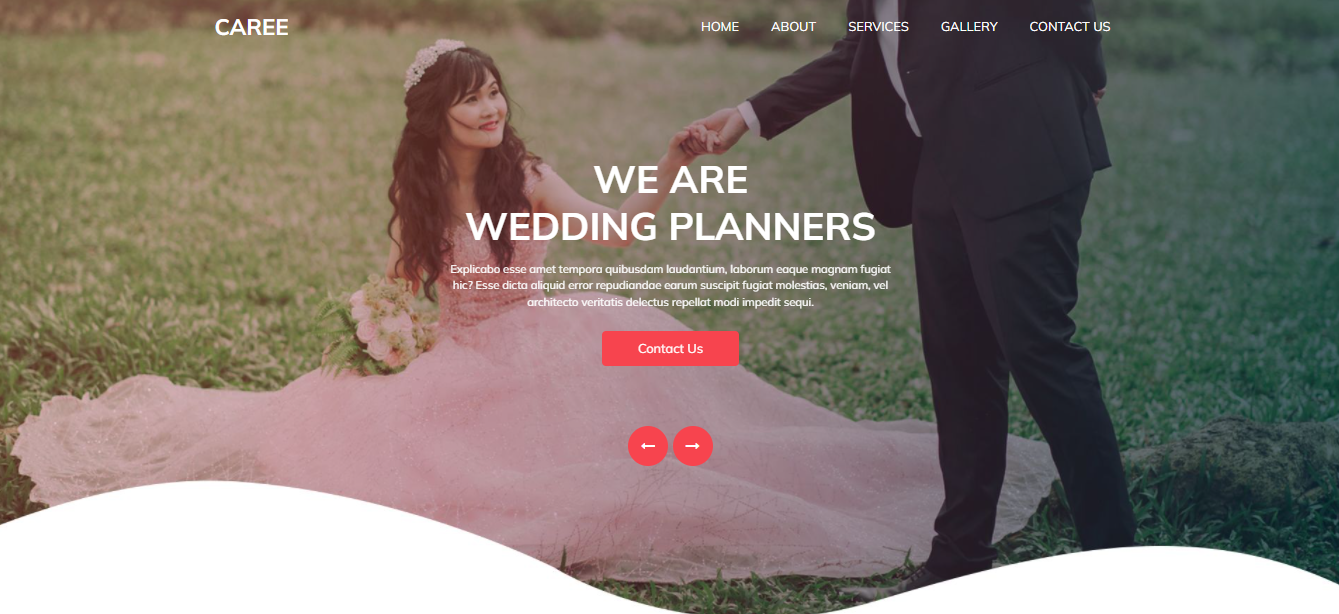 CAREE
HOME ABOUT SERVICES GALLERY CONTACT US
WE ARE
WEDDING PLANNERS
Explicabo esse amet tempora quibusdam laudantium, laborum eaque magnam fugiat
hic? Esse dicta aliquid error repudiandae earum suscipit fugiat molestias, veniam, vel
architecto veritatis delectus repellat modi impedit sequi.
Contact Us